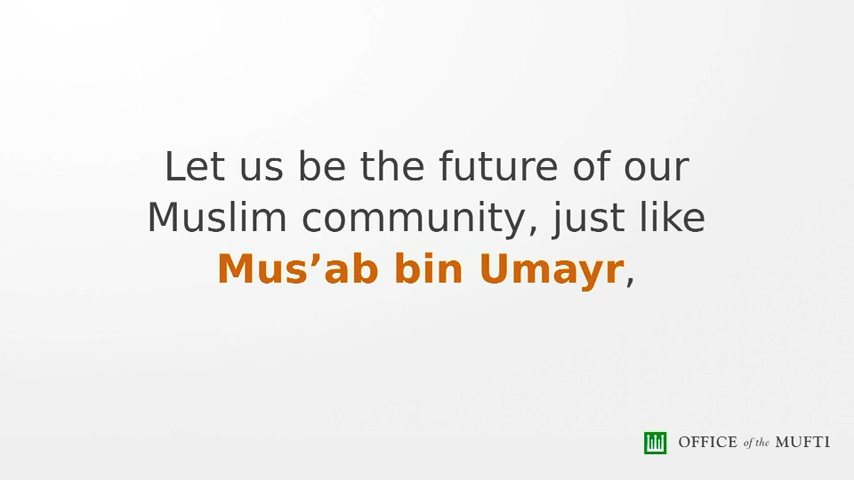 Let us be the future of our
Muslim community, just like
Mus’ab bin Umayr,
OFFICE of the MUFTI